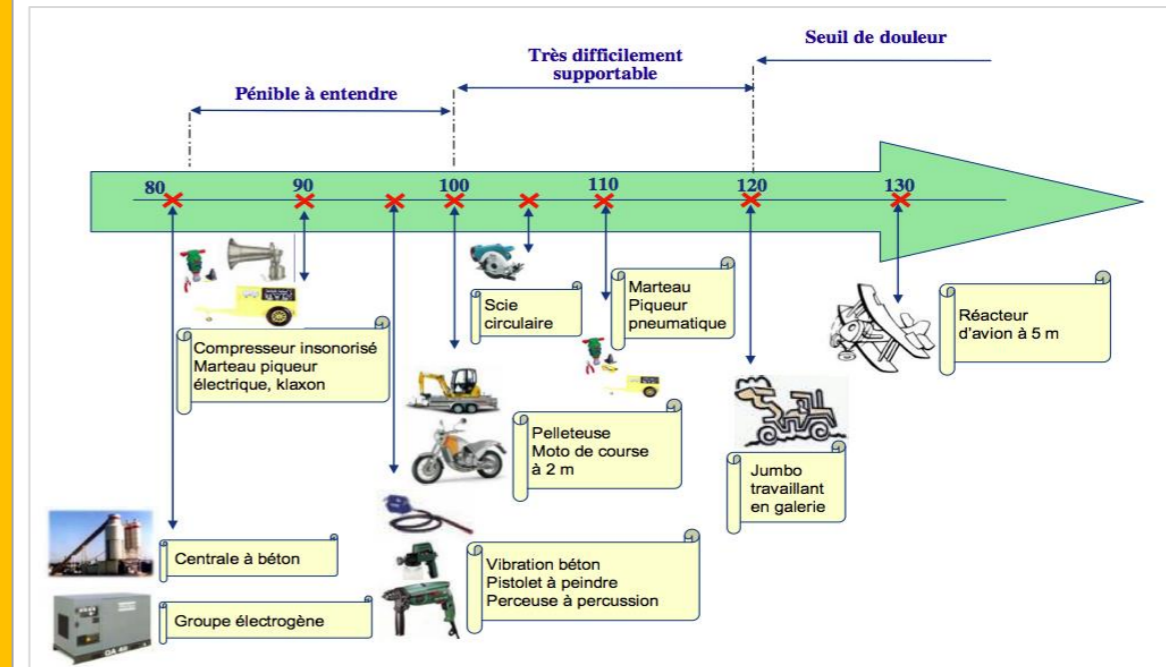 Seuil de douleur
Très difficilement
supportable
Pénible à entendre
80 90 100 110 120 130
Compresseur insonorisé
Marteau piqueur
électrique, klaxon
Scie
circulaire
Marteau
Piqueur
pneumatique
Réacteur
d'avion à 5 m
Pelleteuse
Moto de course
à 2 m
Jumbo
travaillant
en galerie
Centrale à béton
Vibration béton
Pistolet à peindre
Perceuse à percussion
Groupe électrogène